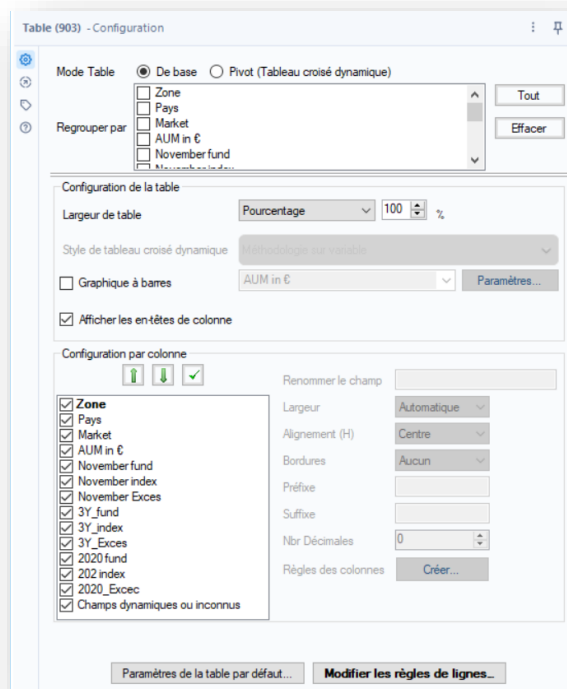 Table (903) - Configuration
Mode Table De base Pivot (Tableau croisé dynamique)
Regrouper par
Zone
Pays
Market
AUM in €
November fund
November index
Tout
Effacer
Configuration de la table
Largeur de table Pourcentage 100 %
Style de tableau croisé dynamique Méthodologie sur variable
Graphique à barres AUM in € Paramètres...
Afficher les en-têtes de colonne
Configuration par colonne
Zone
Pays
Market
AUM in €
November fund
November index
November Exces
3Y_fund
3Y_index
3Y_Exces
2020 fund
202 index
2020_Excec
Champs dynamiques ou inconnus
Renommer le champ
Largeur Automatique
Alignement (H) Centre
Bordures Aucun
Préfixe
Suffixe
Nbr Décimales 0
Règles des colonnes Créer...
Paramètres de la table par défaut... Modifier les règles de lignes...